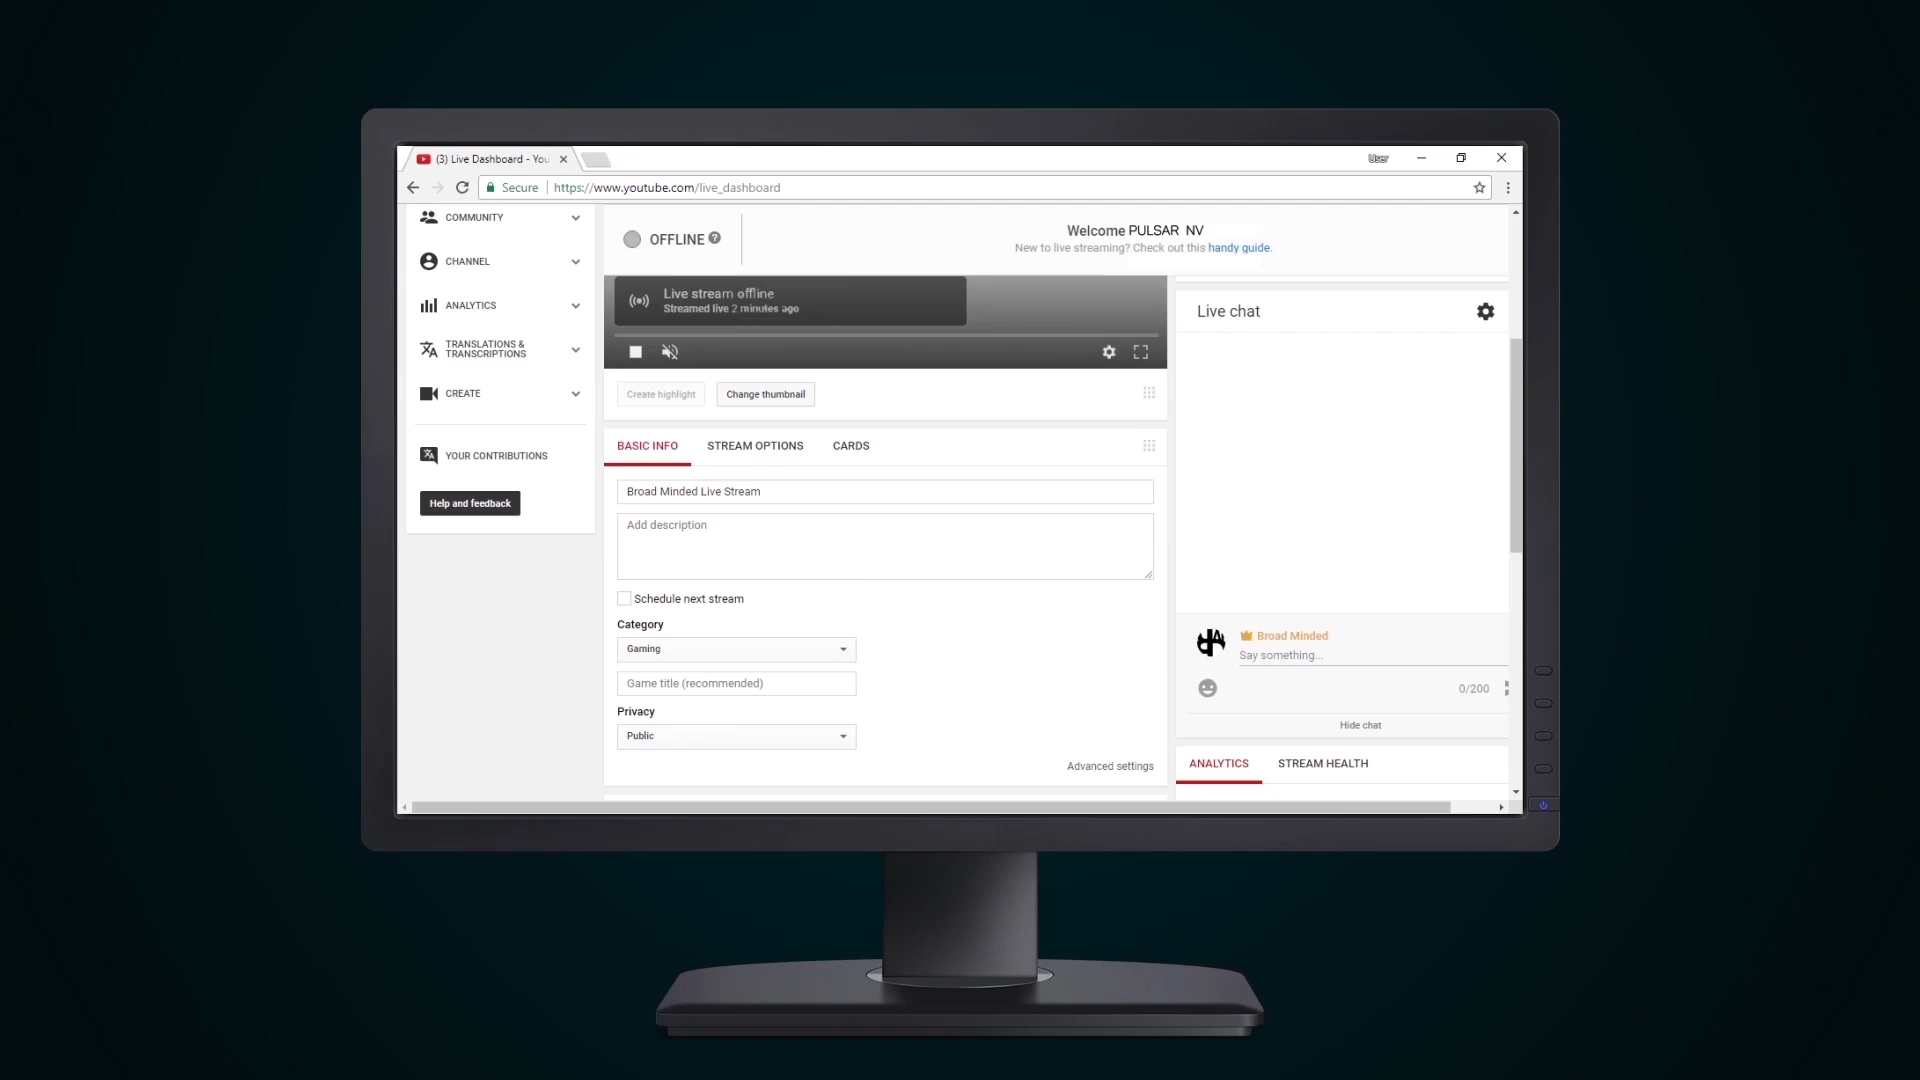 (3) Live Dashboard - You
User
Secure
https://www.youtube.com/live_dashboard
COMMUNITY
CHANNEL
ANALYTICS
TRANSLATIONS &
TRANSCRIPTIONS
CREATE
YOUR CONTRIBUTIONS
Help and feedback
OFFLINE ?
Welcome PULSAR NV
New to live streaming? Check out this handy guide.
Live stream offline
Streamed live 2 minutes ago
Create highlight
Change thumbnail
BASIC INFO
STREAM OPTIONS
CARDS
Broad Minded Live Stream
Add description
Schedule next stream
Category
Gaming
Game title (recommended)
Privacy
Public
Advanced settings
Live chat
Broad Minded
Say something...
0/200
Hide chat
ANALYTICS
STREAM HEALTH